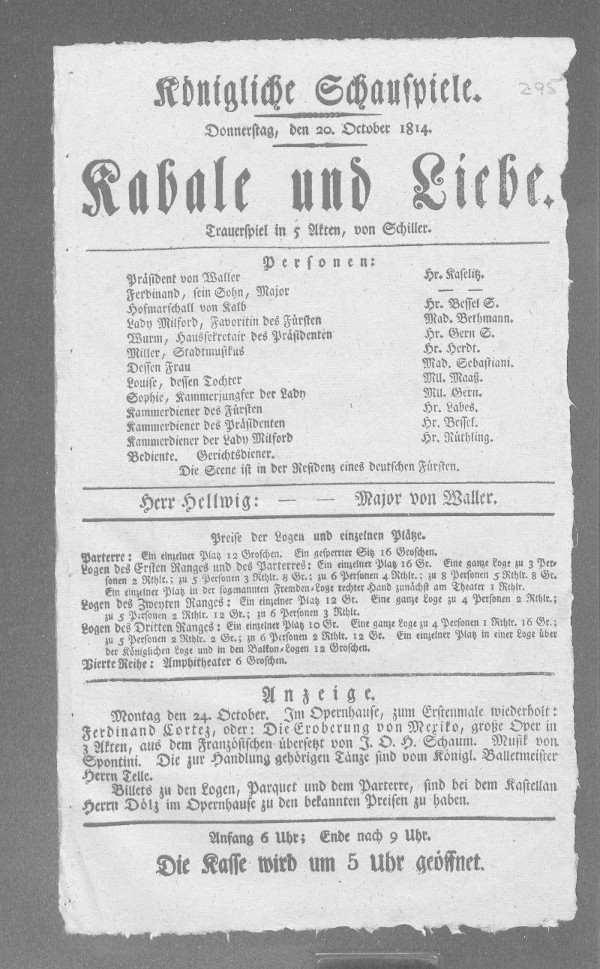 295
Königliche Schauspiele.
Donnerstag, den 20. October 1814.
Kabale und Liebe.
Trauerspiel in 5 Akten, von Schiller.
Personen:
Präsident von Waller Hr. Kaselitz.
Ferdinand, sein Sohn, Major — —
Hofmarschall von Kalb Hr. Bessel S.
Lady Milford, Favoritin des Fürsten Mad. Bethmann.
Wurm, Haussekretair des Präsidenten Hr. Gern S.
Miller, Stadtmusikus Hr. Herdt.
Dessen Frau Mad. Sebastiani.
Louise, dessen Tochter Mll. Maaß.
Sophie, Kammerjungfer der Lady Mll. Gern.
Kammerdiener des Fürsten Hr. Labes.
Kammerdiener des Präsidenten Hr. Bessel.
Kammerdiener der Lady Milford Hr. Rüthling.
Bediente. Gerichtsdiener.
Die Scene ist in der Residenz eines deutschen Fürsten.
Herr Hellwig: — — Major von Waller.
Preise der Logen und einzelnen Plätze.
Parterre: Ein einzelner Platz 12 Groschen. Ein gesperrter Sitz 16 Groschen.
Logen des Ersten Ranges und des Parterres: Ein einzelner Platz 16 Gr. Eine ganze Loge zu 3 Per-
sonen 2 Rthlr.; zu 5 Personen 3 Rthlr. 8 Gr.; zu 6 Personen 4 Rthlr.; zu 8 Personen 5 Rthlr. 8 Gr.
Ein einzelner Platz in der sogenannten Fremden-Loge rechter Hand zunächst am Theater 1 Rthlr.
Logen des Zweyten Ranges: Ein einzelner Platz 12 Gr. Eine ganze Loge zu 4 Personen 2 Rthlr.;
zu 5 Personen 2 Rthlr. 12 Gr.; zu 6 Personen 3 Rthlr.
Logen des Dritten Ranges: Ein einzelner Platz 10 Gr. Eine ganze Loge zu 4 Personen 1 Rthlr. 16 Gr.;
zu 5 Personen 2 Rthlr. 2 Gr.; zu 6 Personen 2 Rthlr. 12 Gr. Ein einzelner Platz in einer Loge über
der Königlichen Loge und in den Balkon-Logen 12 Groschen.
Vierte Reihe: Amphitheater 6 Groschen.
Anzeige.
Montag den 24. October. Im Opernhause, zum Erstenmale wiederholt:
Ferdinand Cortez, oder: Die Eroberung von Mexiko, große Oper in
3 Akten, aus dem Französischen übersetzt von J. O. H. Schaum. Musik von
Spontini. Die zur Handlung gehörigen Tänze sind vom Königl. Balletmeister
Herrn Telle.
Billets zu den Logen, Parquet und dem Parterre, sind bei dem Kastellan
Herrn Dölz im Opernhause zu den bekannten Preisen zu haben.
Anfang 6 Uhr; Ende nach 9 Uhr.
Die Kasse wird um 5 Uhr geöffnet.